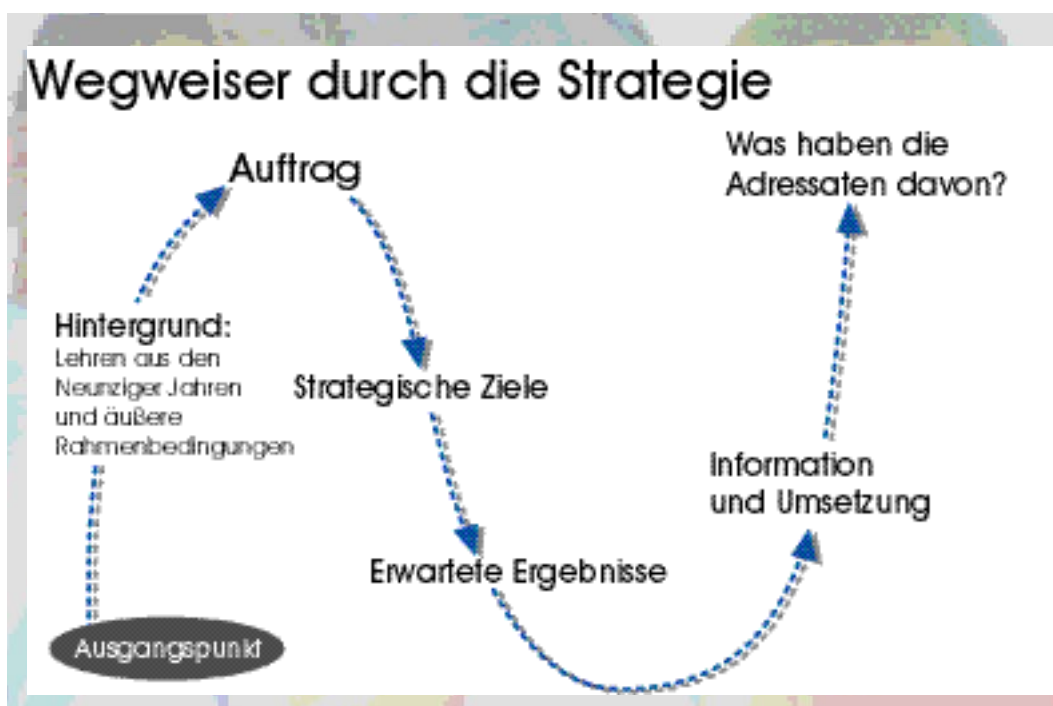 Wegweiser durch die Strategie
Auftrag
Was haben die
Adressaten davon?
Hintergrund:
Lehren aus den
Neunziger Jahren
und äußere
Rahmenbedingungen
Strategische Ziele
Information
und Umsetzung
Erwartete Ergebnisse
Ausgangspunkt